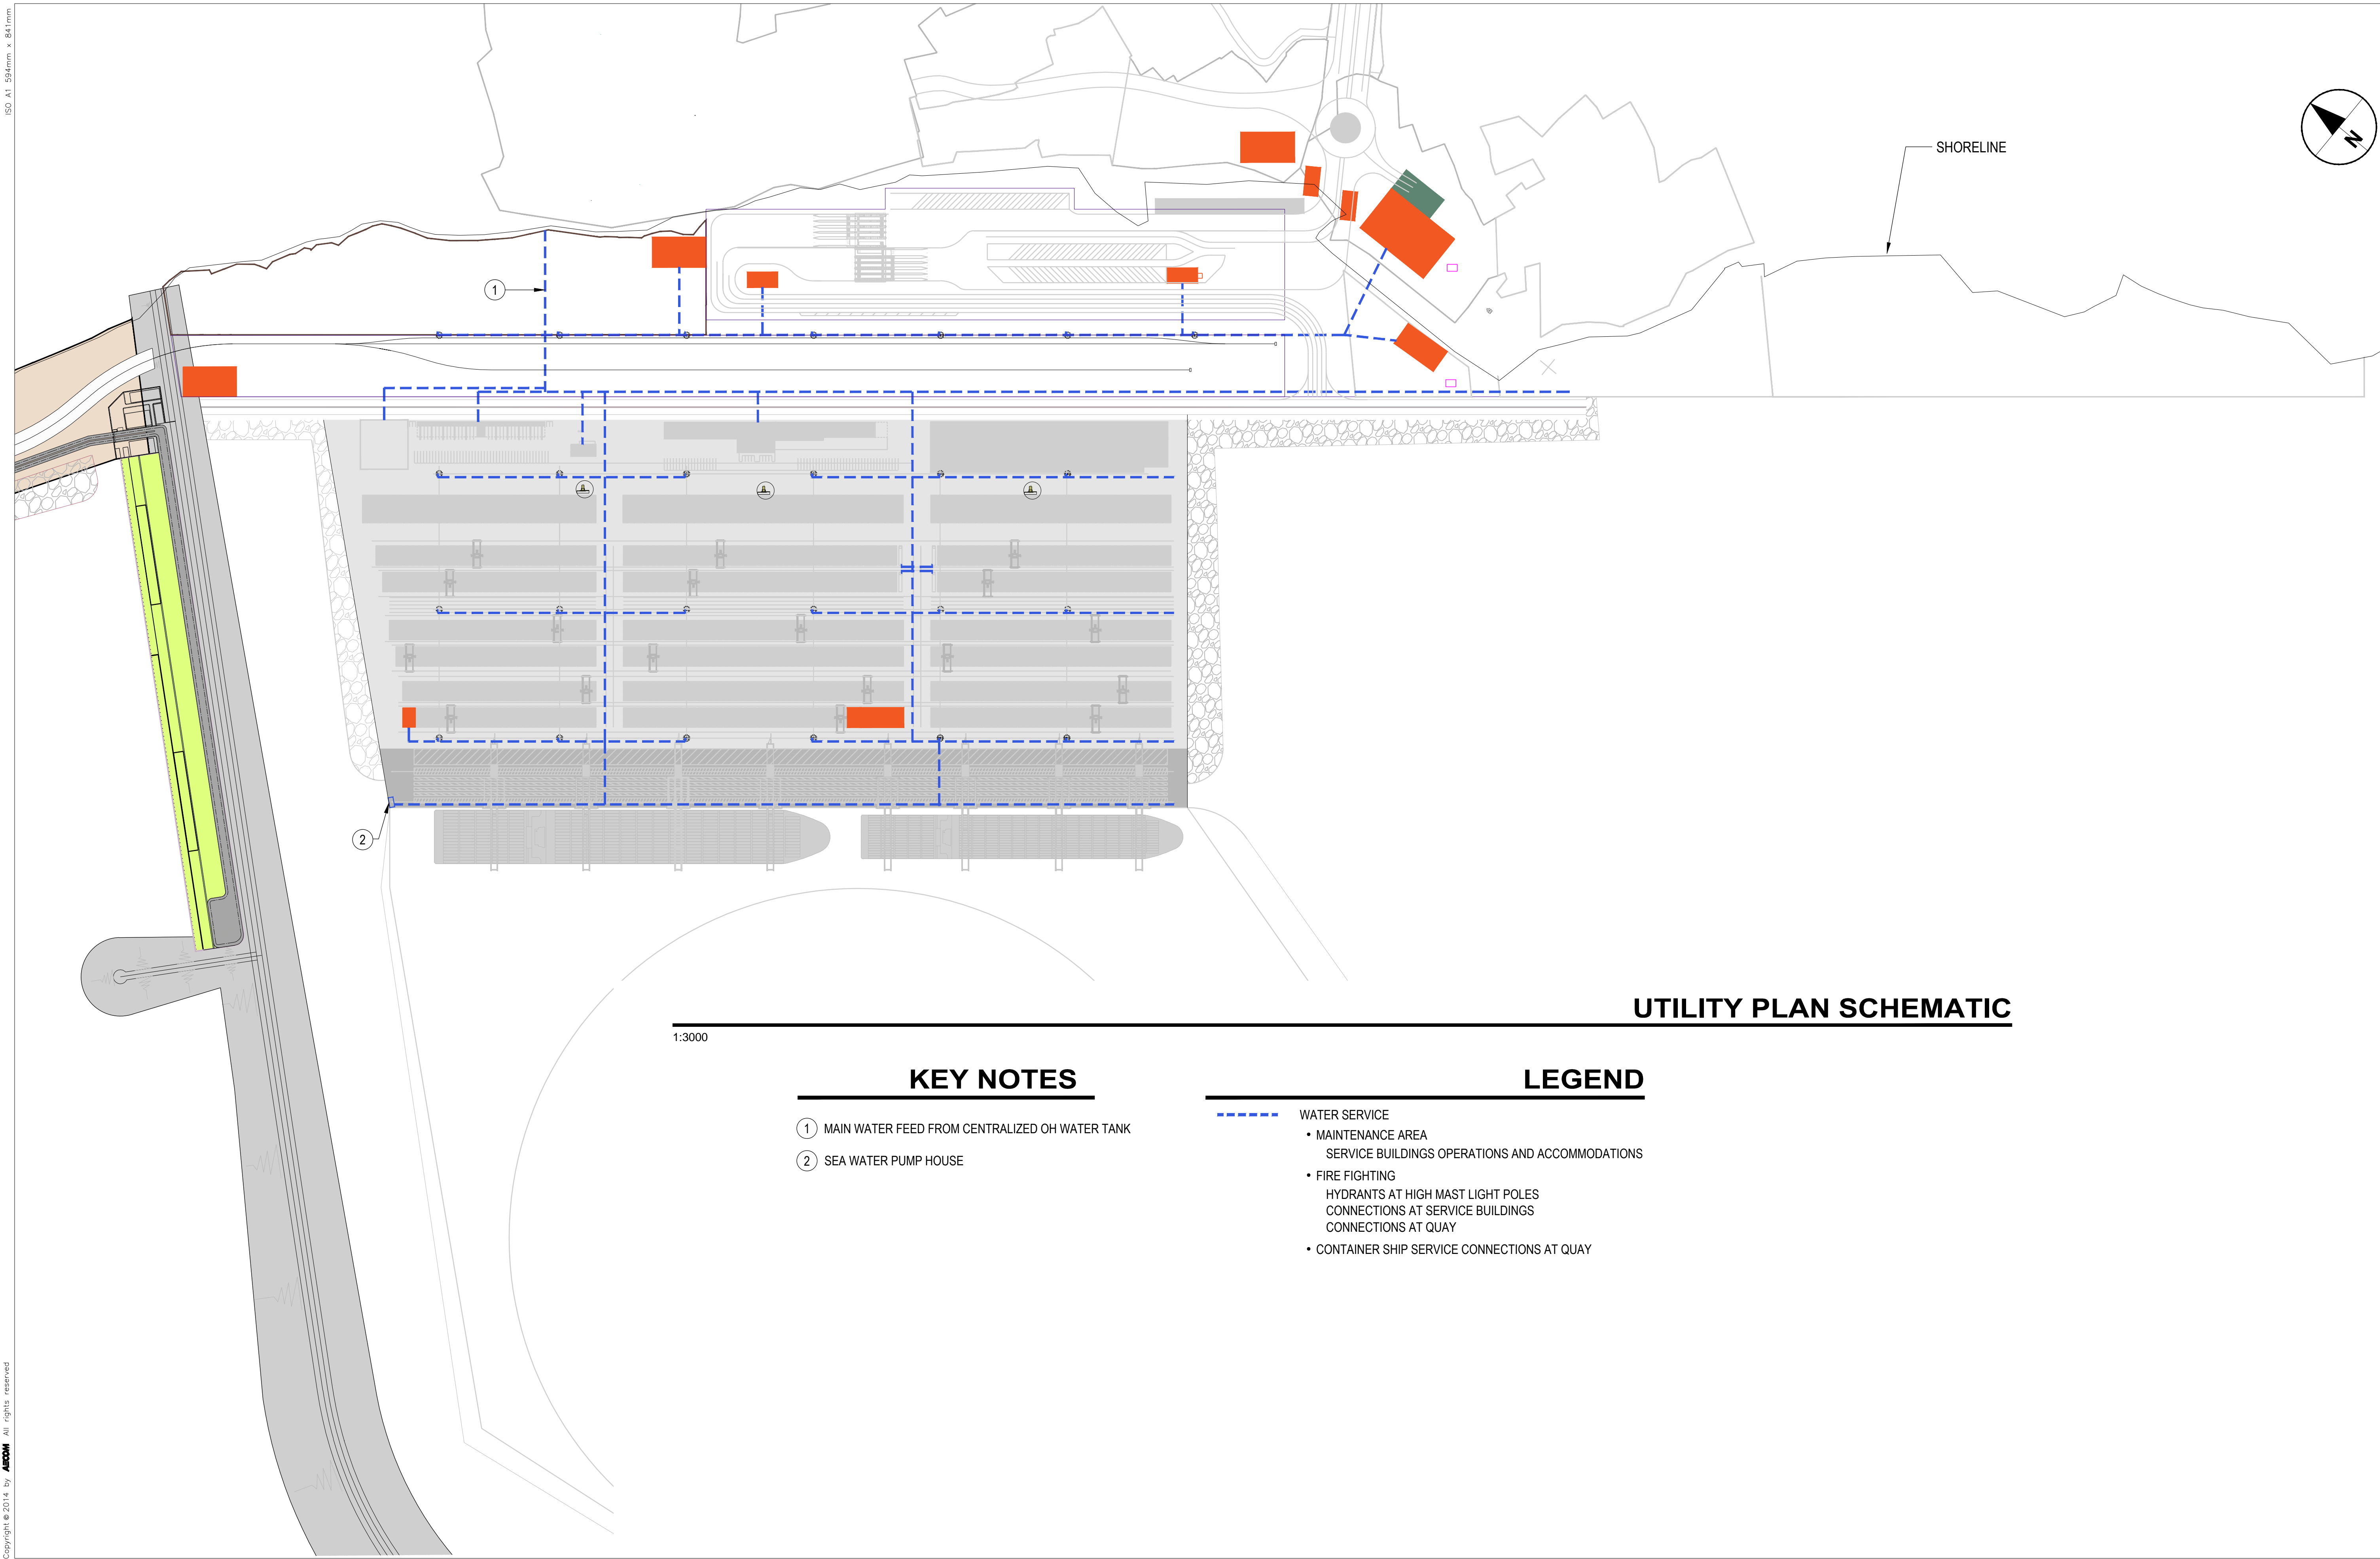 ISO A1 594mm x 841mm
N
SHORELINE
1
2
UTILITY PLAN SCHEMATIC
1:3000
KEY NOTES
1 MAIN WATER FEED FROM CENTRALIZED OH WATER TANK
2 SEA WATER PUMP HOUSE
LEGEND
WATER SERVICE
• MAINTENANCE AREA
SERVICE BUILDINGS OPERATIONS AND ACCOMMODATIONS
• FIRE FIGHTING
HYDRANTS AT HIGH MAST LIGHT POLES
CONNECTIONS AT SERVICE BUILDINGS
CONNECTIONS AT QUAY
• CONTAINER SHIP SERVICE CONNECTIONS AT QUAY
Copyright © 2014 by AECOM All rights reserved